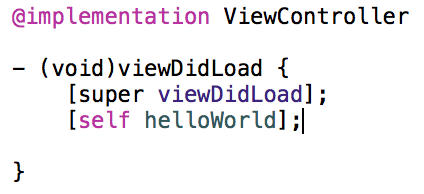 @implementation ViewController
- (void)viewDidLoad {
[super viewDidLoad];
[self helloWorld];
}